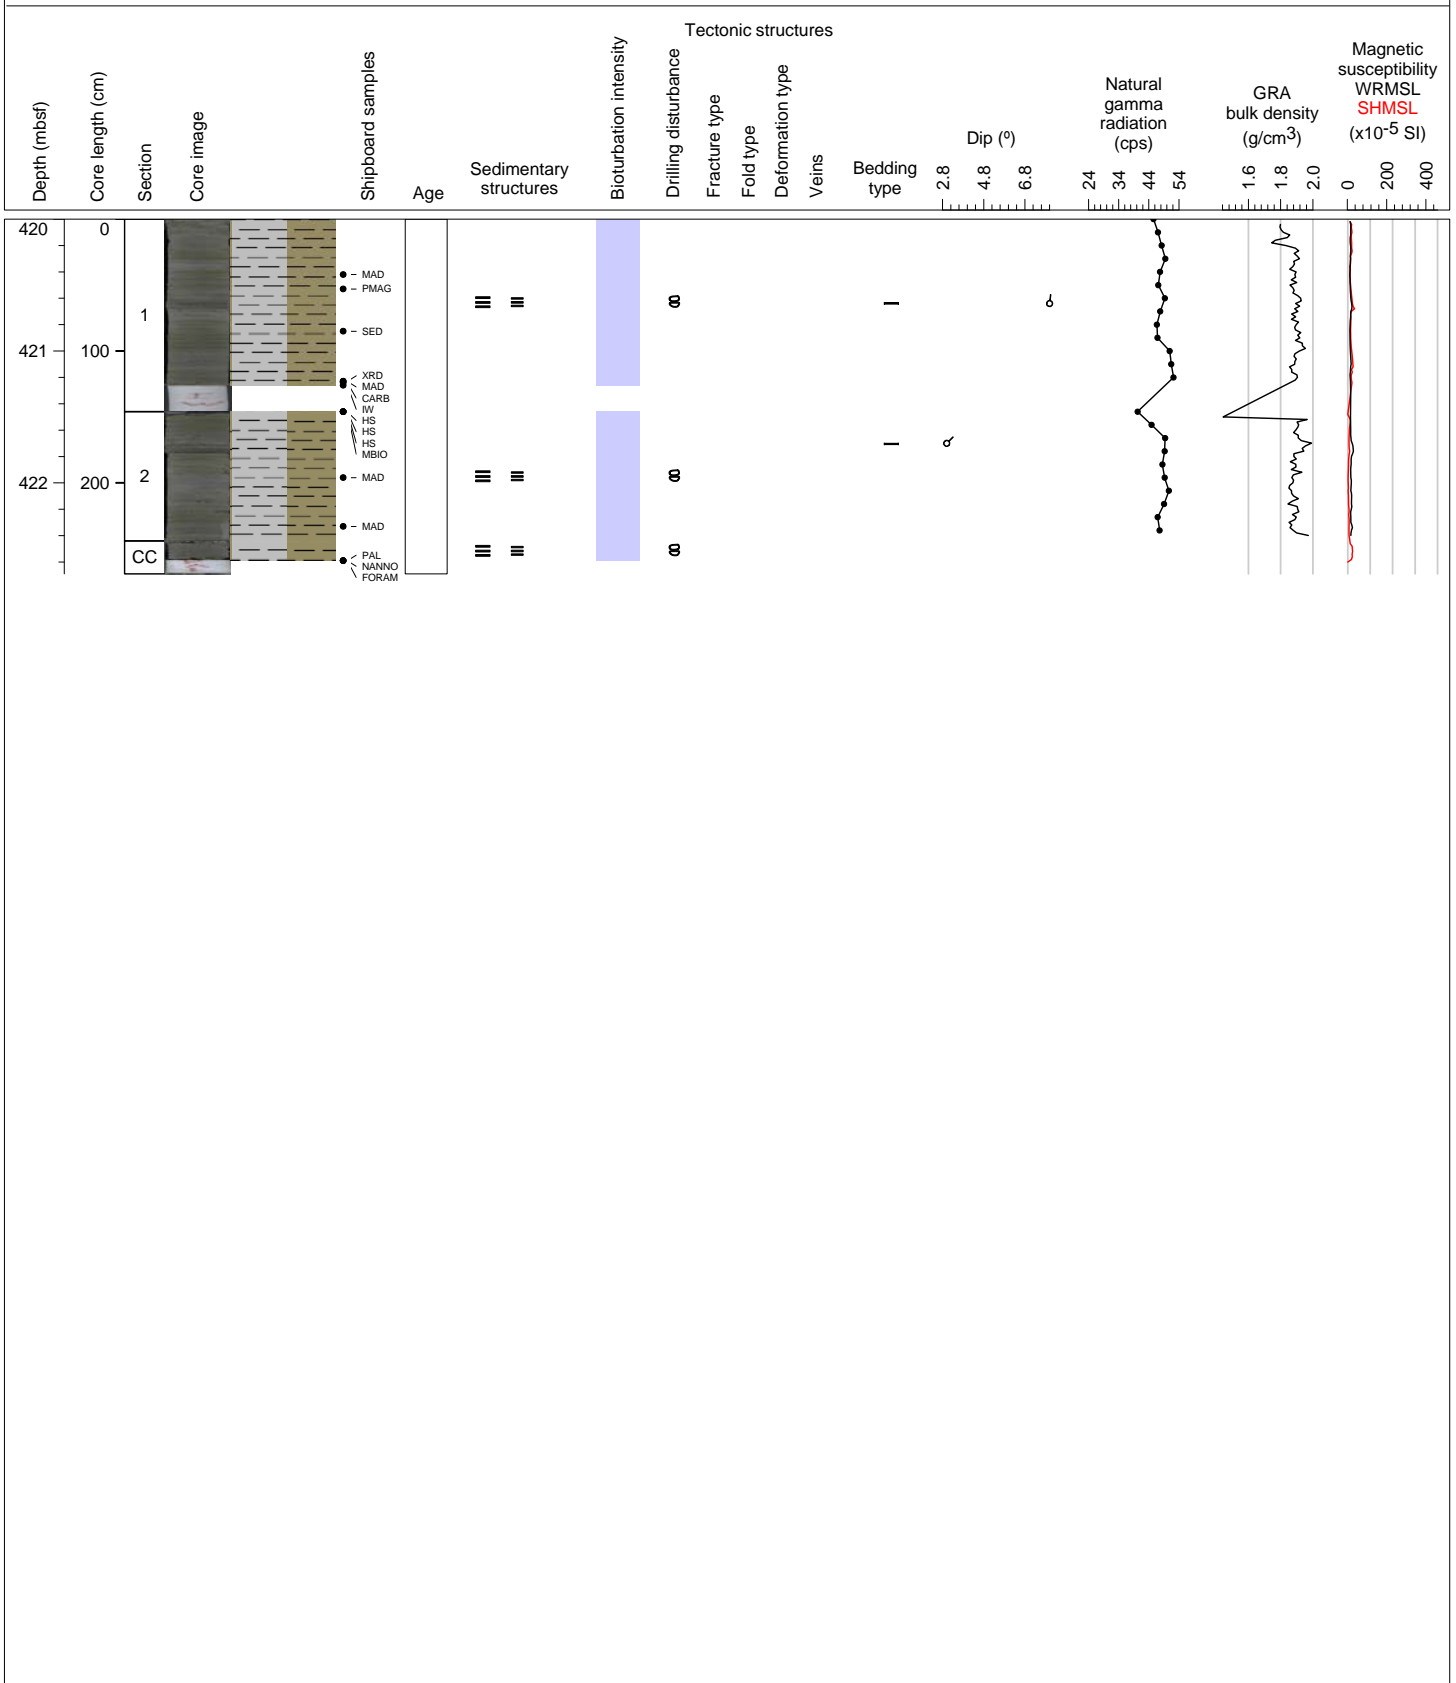 Tectonic structures
Depth (mbsf)
Core length (cm)
Section
Core image
Shipboard samples
Age
Sedimentary
structures
Bioturbation intensity
Drilling disturbance
Fracture type
Fold type
Deformation type
Veins
Bedding
type
Dip (º)
2.8 4.8 6.8
Natural
gamma
radiation
(cps)
24 34 44 54
GRA
bulk density
(g/cm3)
1.6 1.8 2.0
Magnetic
susceptibility
WRMSL
SHMSL
(x10-5 SI)
0 200 400
420 0
MAD
PMAG
1
SED
421 100
XRD
MAD
CARB
IW
HS
HS
HS
MBIO
422 200 2 MAD
MAD
CC
PAL
NANNO
FORAM